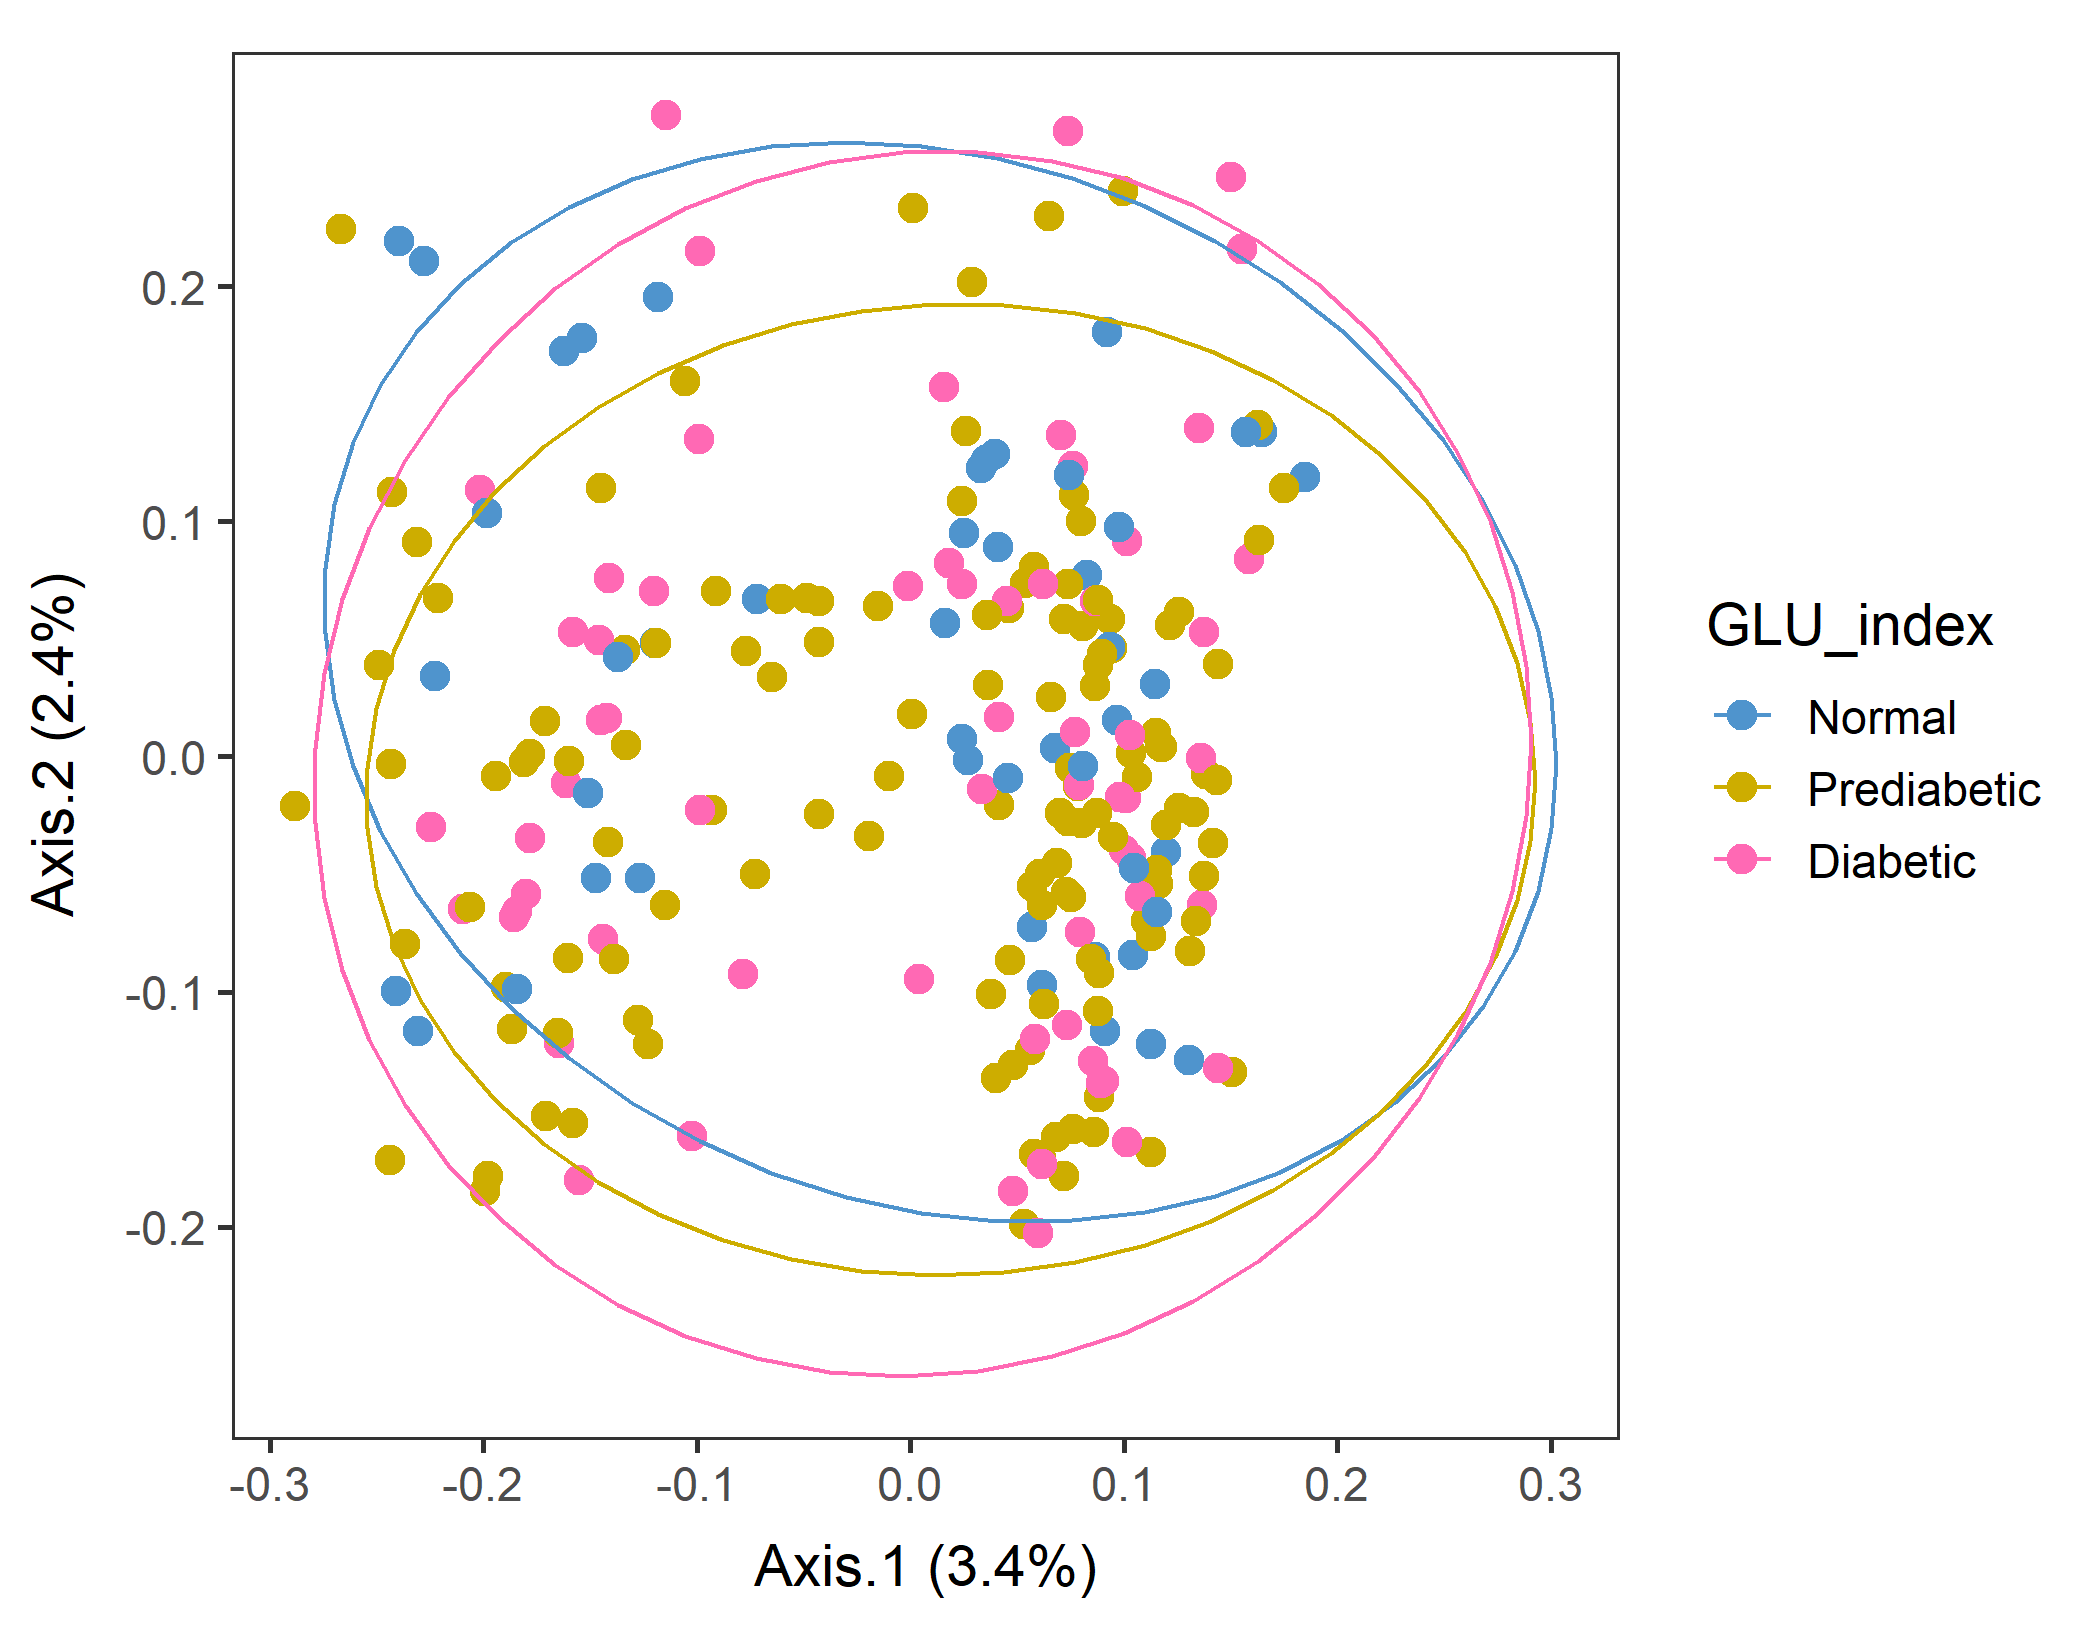 0.2
0.1
0.0
-0.1
-0.2
Axis.2 (2.4%)
-0.3 -0.2 -0.1 0.0 0.1 0.2 0.3
Axis.1 (3.4%)
GLU_index
Normal
Prediabetic
Diabetic